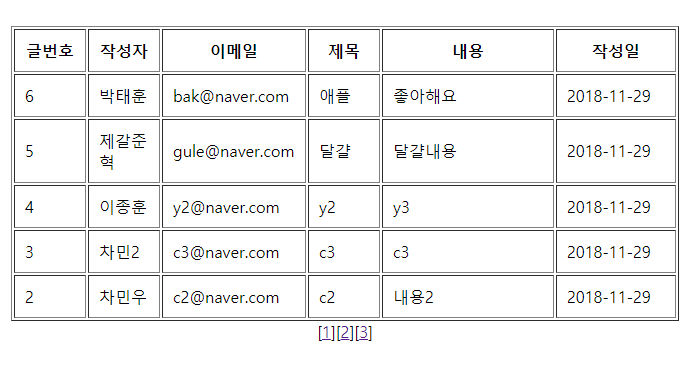 글번호 작성자 이메일 제목 내용 작성일
6 박태훈 bak@naver.com 애플 좋아해요 2018-11-29
5 제갈준 gule@naver.com 달걀 달걀내용 2018-11-29
혁
4 이종훈 y2@naver.com y2 y3 2018-11-29
3 차민2 c3@naver.com c3 c3 2018-11-29
2 차민우 c2@naver.com c2 내용2 2018-11-29
[1][2][3]